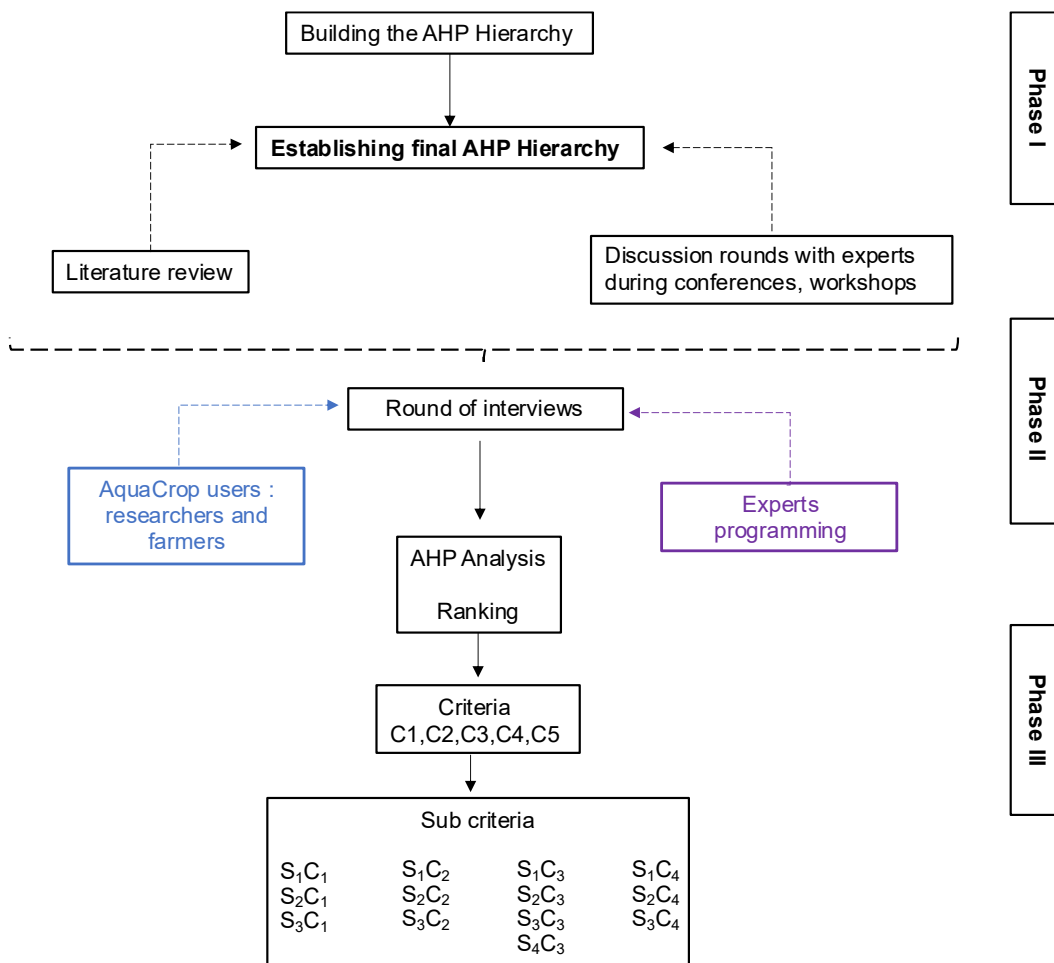 Building the AHP Hierarchy
Phase I
Establishing final AHP Hierarchy
Literature review
Discussion rounds with experts
during conferences, workshops
Phase II
Round of interviews
AquaCrop users :
researchers and
farmers
Experts
programming
AHP Analysis
Ranking
Phase III
Criteria
C1,C2,C3,C4,C5
Sub criteria
S₁C₁ S₁C₂ S₁C₃ S₁C₄
S₂C₁ S₂C₂ S₂C₃ S₂C₄
S₃C₁ S₃C₂ S₃C₃ S₃C₄
S₄C₃